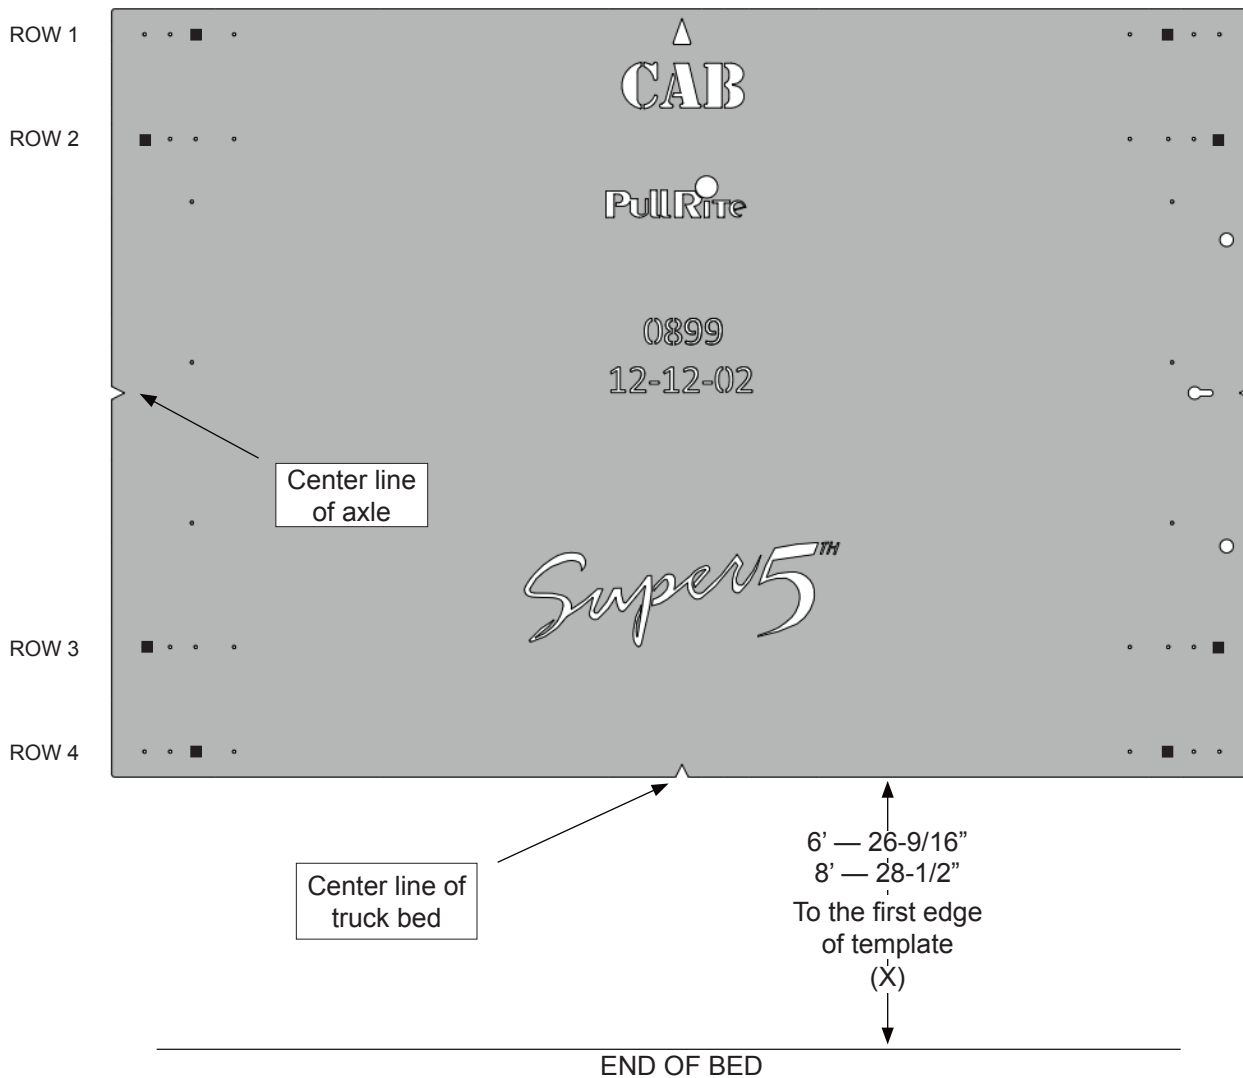 ROW 1
CAB
ROW 2
PullRite
0899
12-12-02
Center line
of axle
Super5TH
ROW 3
ROW 4
6’ — 26-9/16”
8’ — 28-1/2”
To the first edge
of template
(X)
Center line of
truck bed
END OF BED